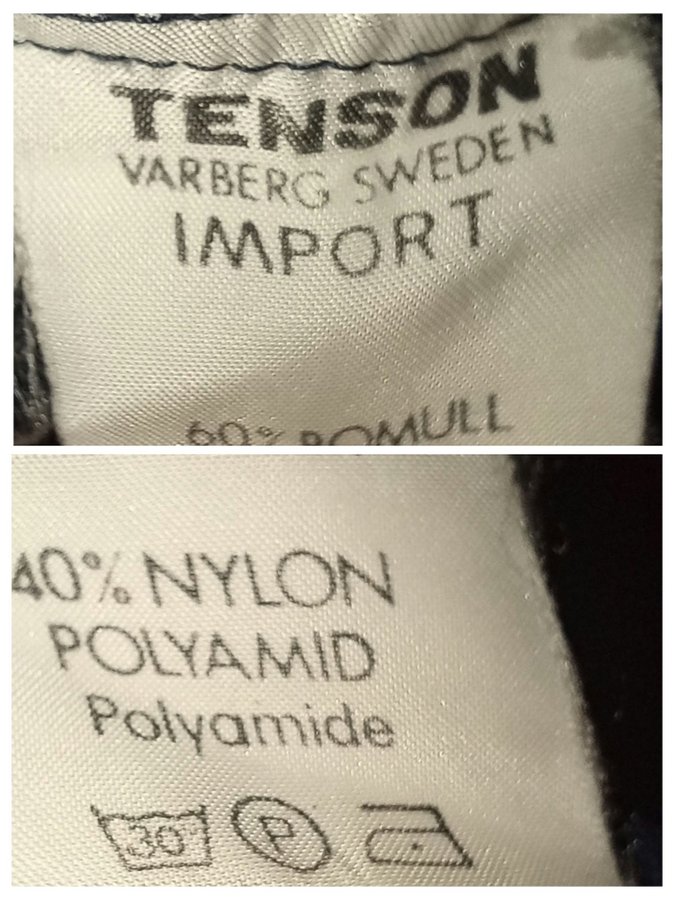 TENSON
VARBERG SWEDEN
IMPORT
60% BOMULL
40% NYLON
POLYAMID
Polyamide
30°
P